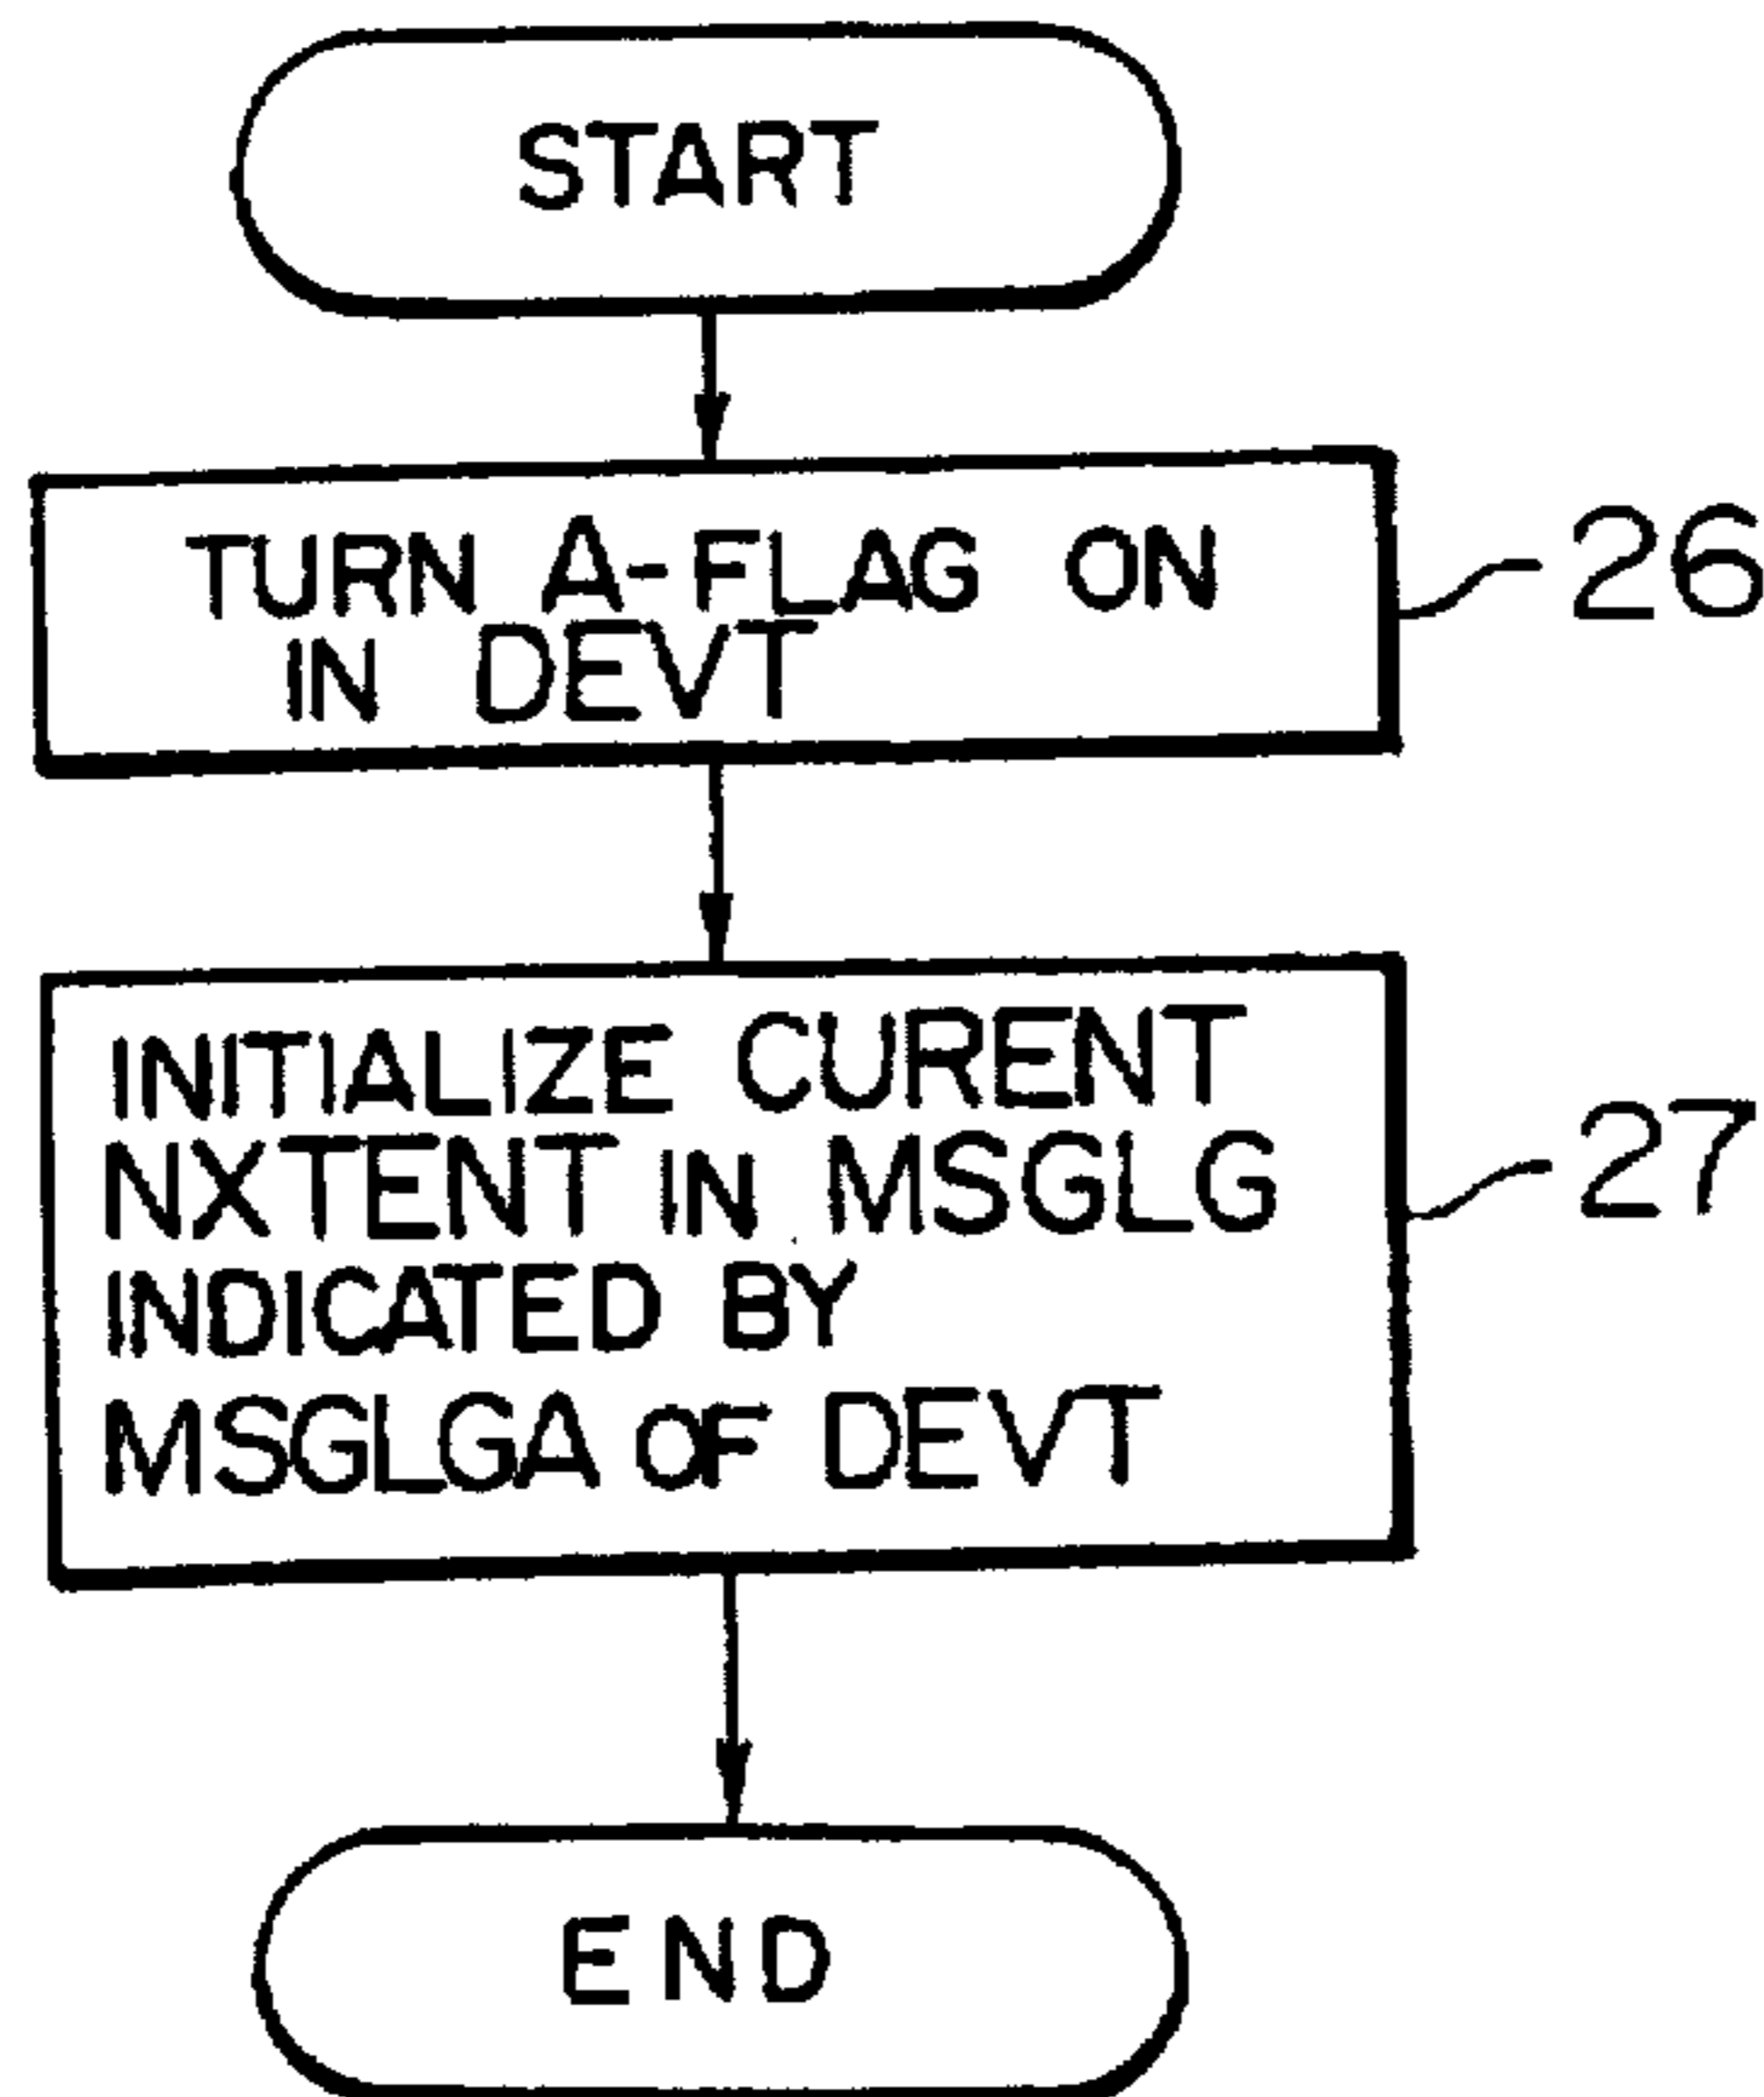 START
TURN A-FLAG ON
IN DEVT
26
INITIALIZE CURENT
NXTENT IN MSGLG
INDICATED BY
MSGLGA OF DEVT
27
END